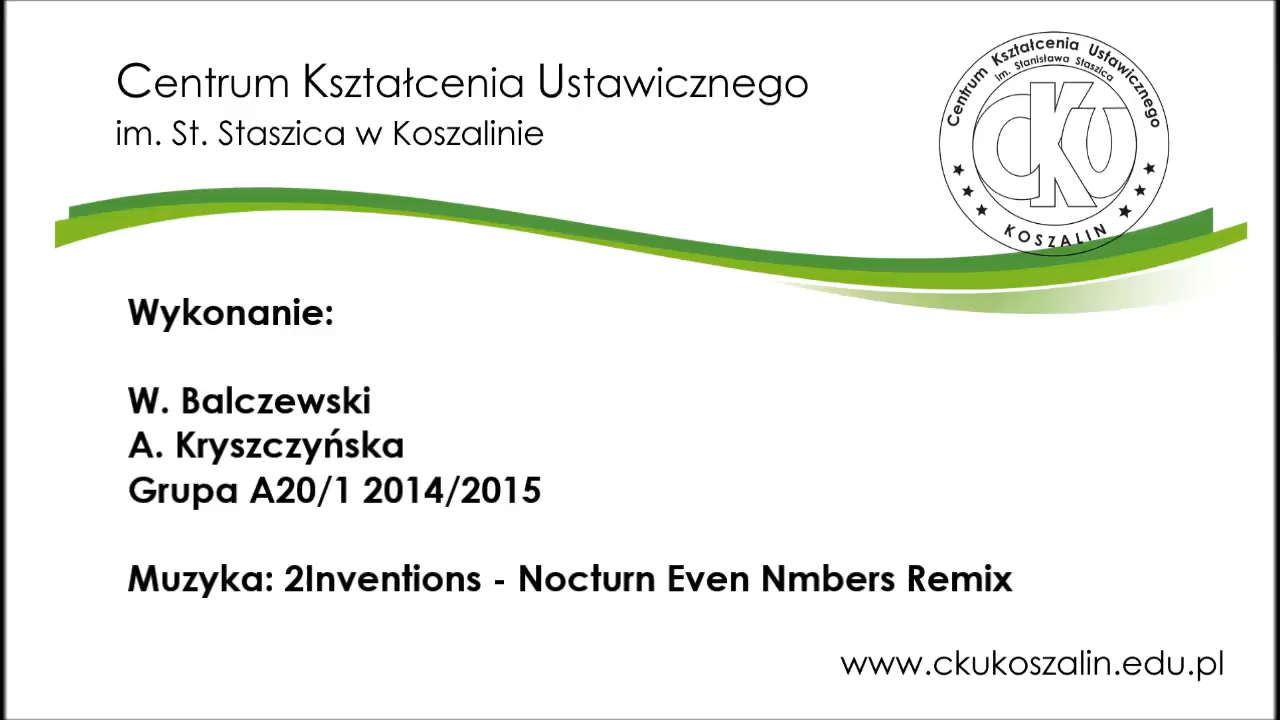 Centrum Kształcenia Ustawicznego
im. St. Staszica w Koszalinie
Centrum Kształcenia Ustawicznego
im. Stanisława Staszica
CKU
KOSZALIN
Wykonanie:
W. Balczewski
A. Kryszczyńska
Grupa A20/1 2014/2015
Muzyka: 2Inventions - Nocturn Even Nmbers Remix
www.ckukoszalin.edu.pl